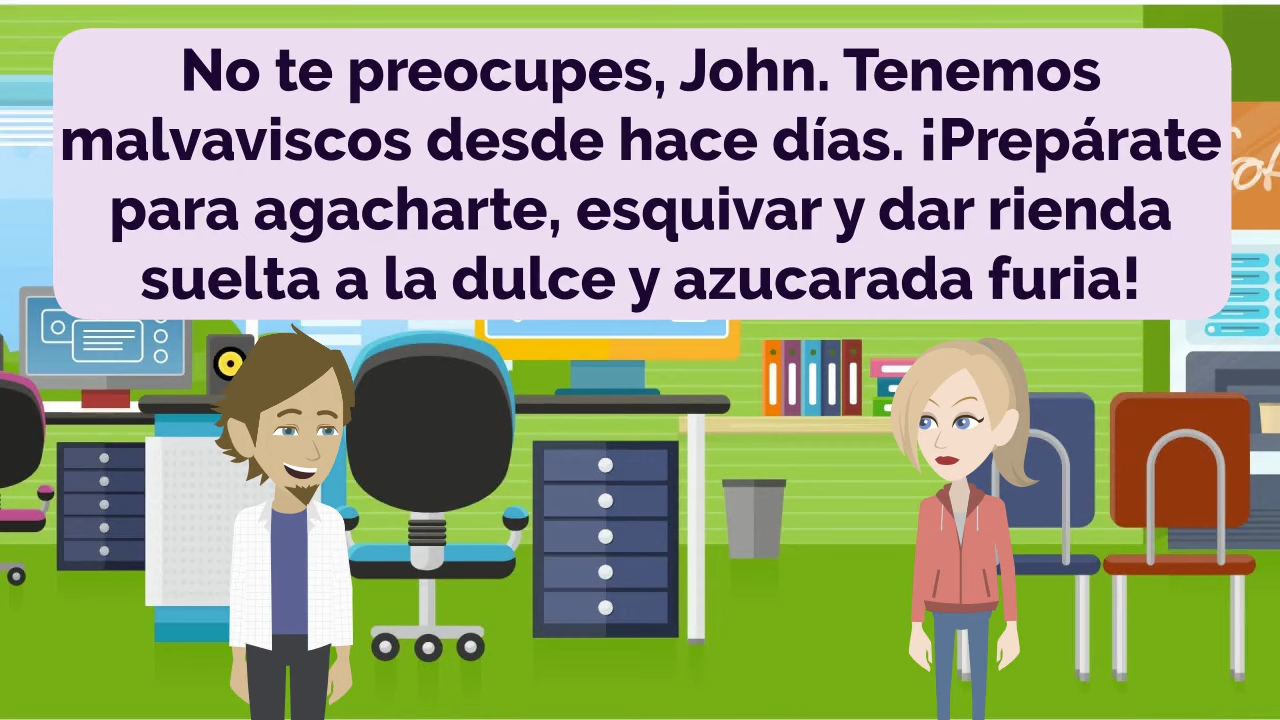 No te preocupes, John. Tenemos
malvaviscos desde hace días. ¡Prepárate
para agacharte, esquivar y dar rienda
suelta a la dulce y azucarada furia!